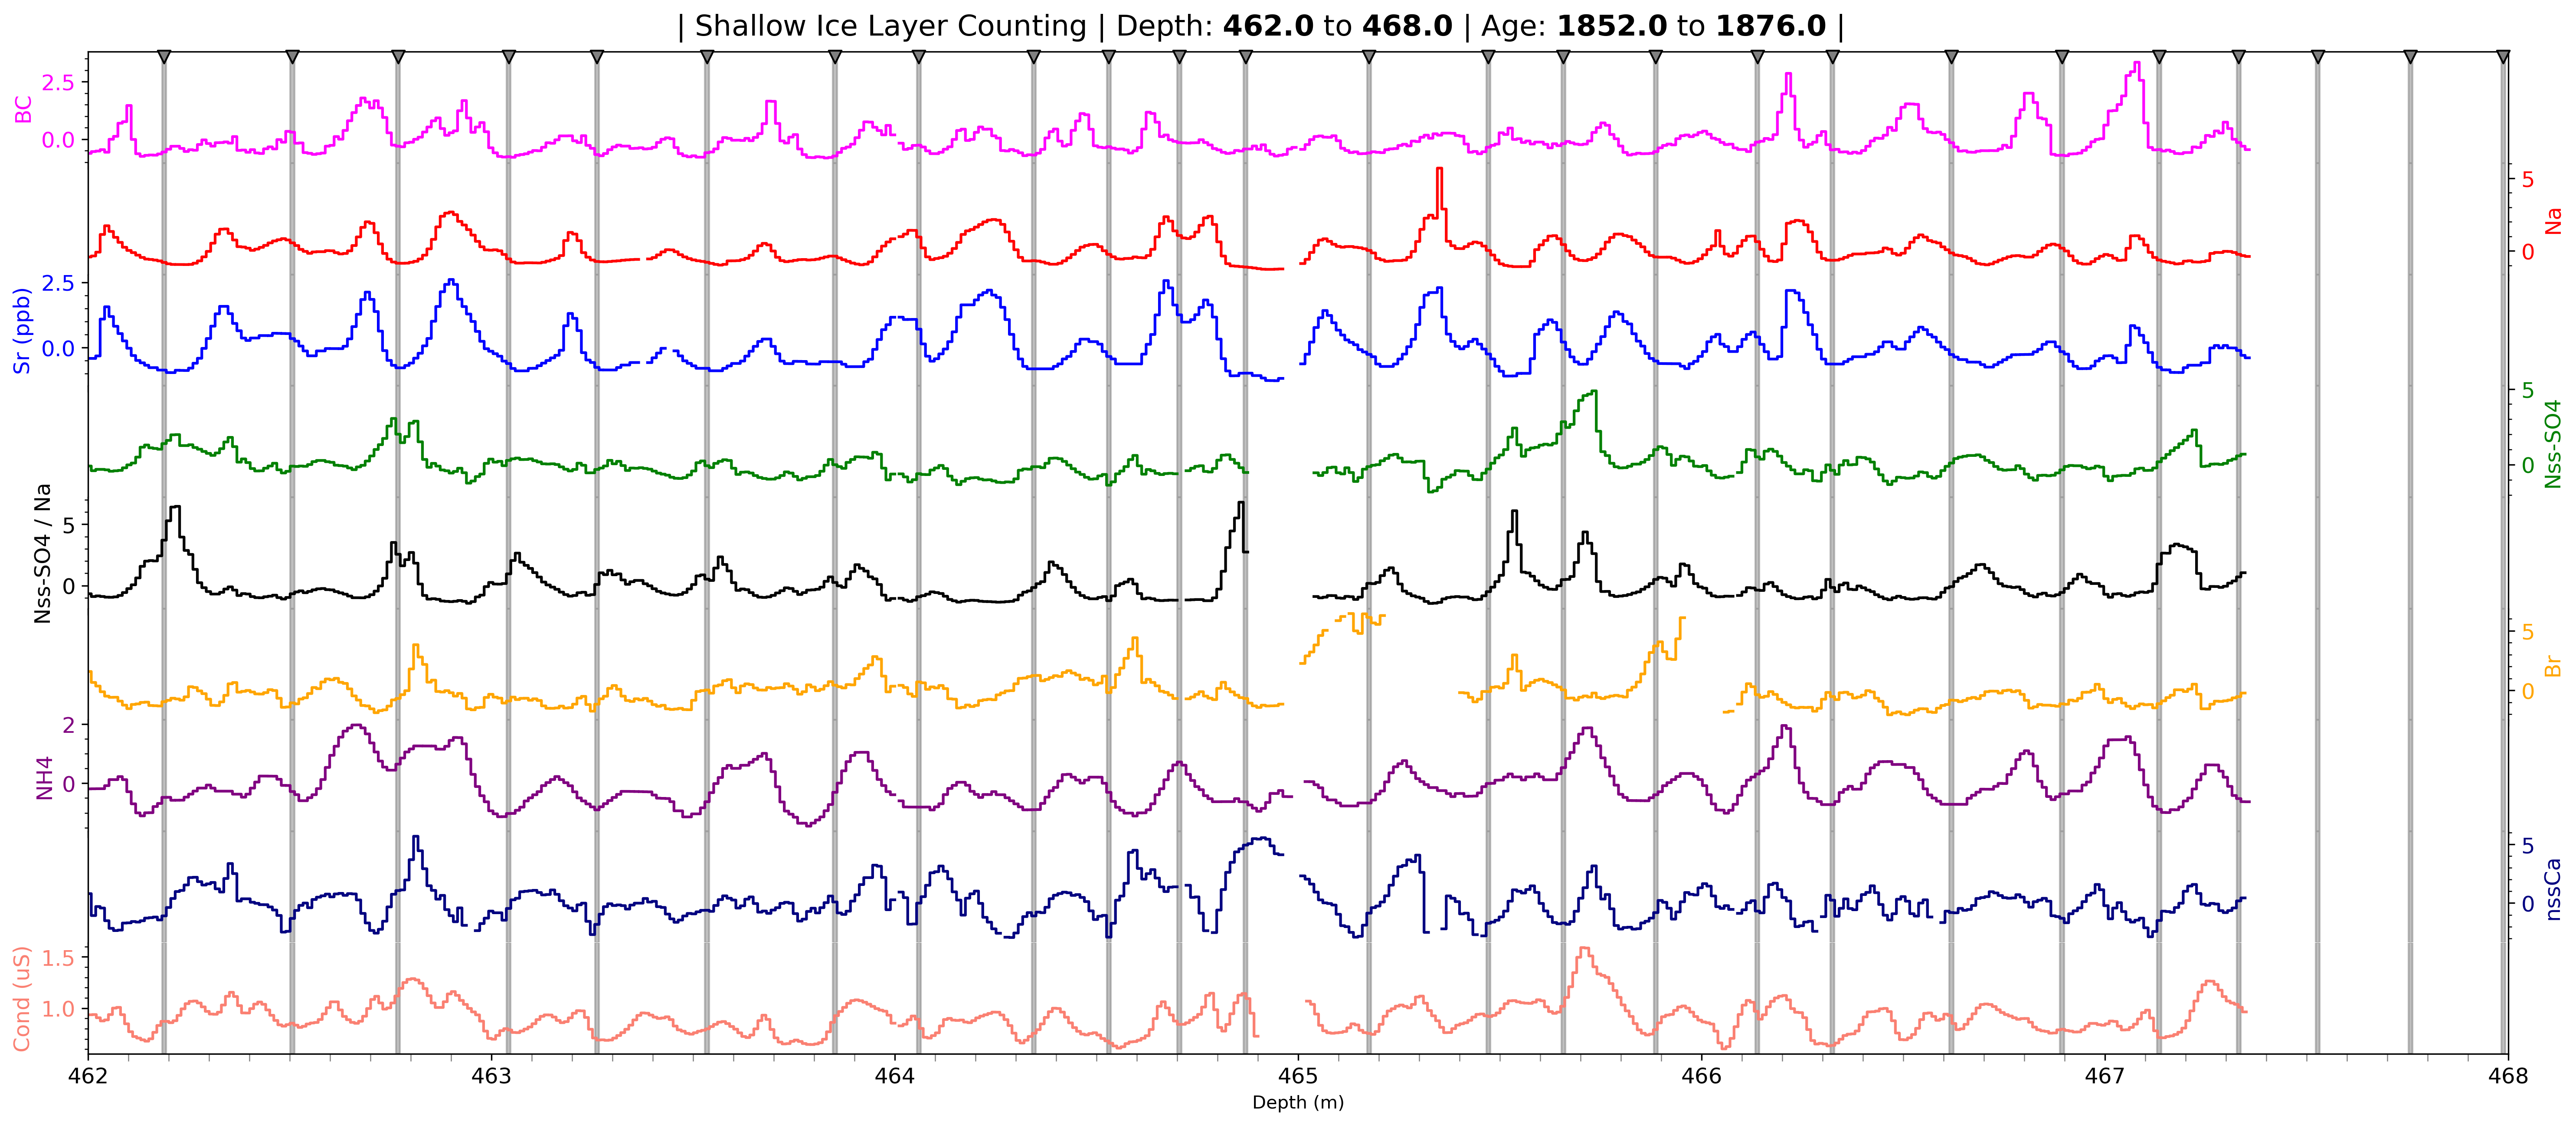 | Shallow Ice Layer Counting | Depth: 462.0 to 468.0 | Age: 1852.0 to 1876.0 |
BC
2.5
0.0
5
0
Na
Sr (ppb)
2.5
0.0
5
0
Nss-SO4
Nss-SO4 / Na
5
0
5
0
Br
NH4
2
0
5
0
nssCa
Cond (uS)
1.5
1.0
462 463 464 465 466 467 468
Depth (m)